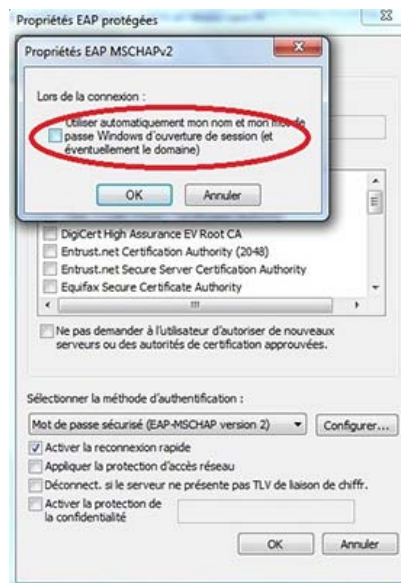 Propriétés EAP protégées
Propriétés EAP MSCHAPv2
Lors de la connexion :
Utiliser automatiquement mon nom et mon mot de
passe Windows d'ouverture de session (et
éventuellement le domaine)
OK Annuler
DigiCert High Assurance EV Root CA
Entrust.net Certification Authority (2048)
Entrust.net Secure Server Certification Authority
Equifax Secure Certificate Authority
Ne pas demander à l'utilisateur d'autoriser de nouveaux
serveurs ou des autorités de certification approuvées.
Sélectionner la méthode d'authentification :
Mot de passe sécurisé (EAP-MSCHAP version 2) Configurer...
Activer la reconnexion rapide
Appliquer la protection d'accès réseau
Déconnect. si le serveur ne présente pas TLV de liaison de chiffr.
Activer la protection de
la confidentialité
OK Annuler